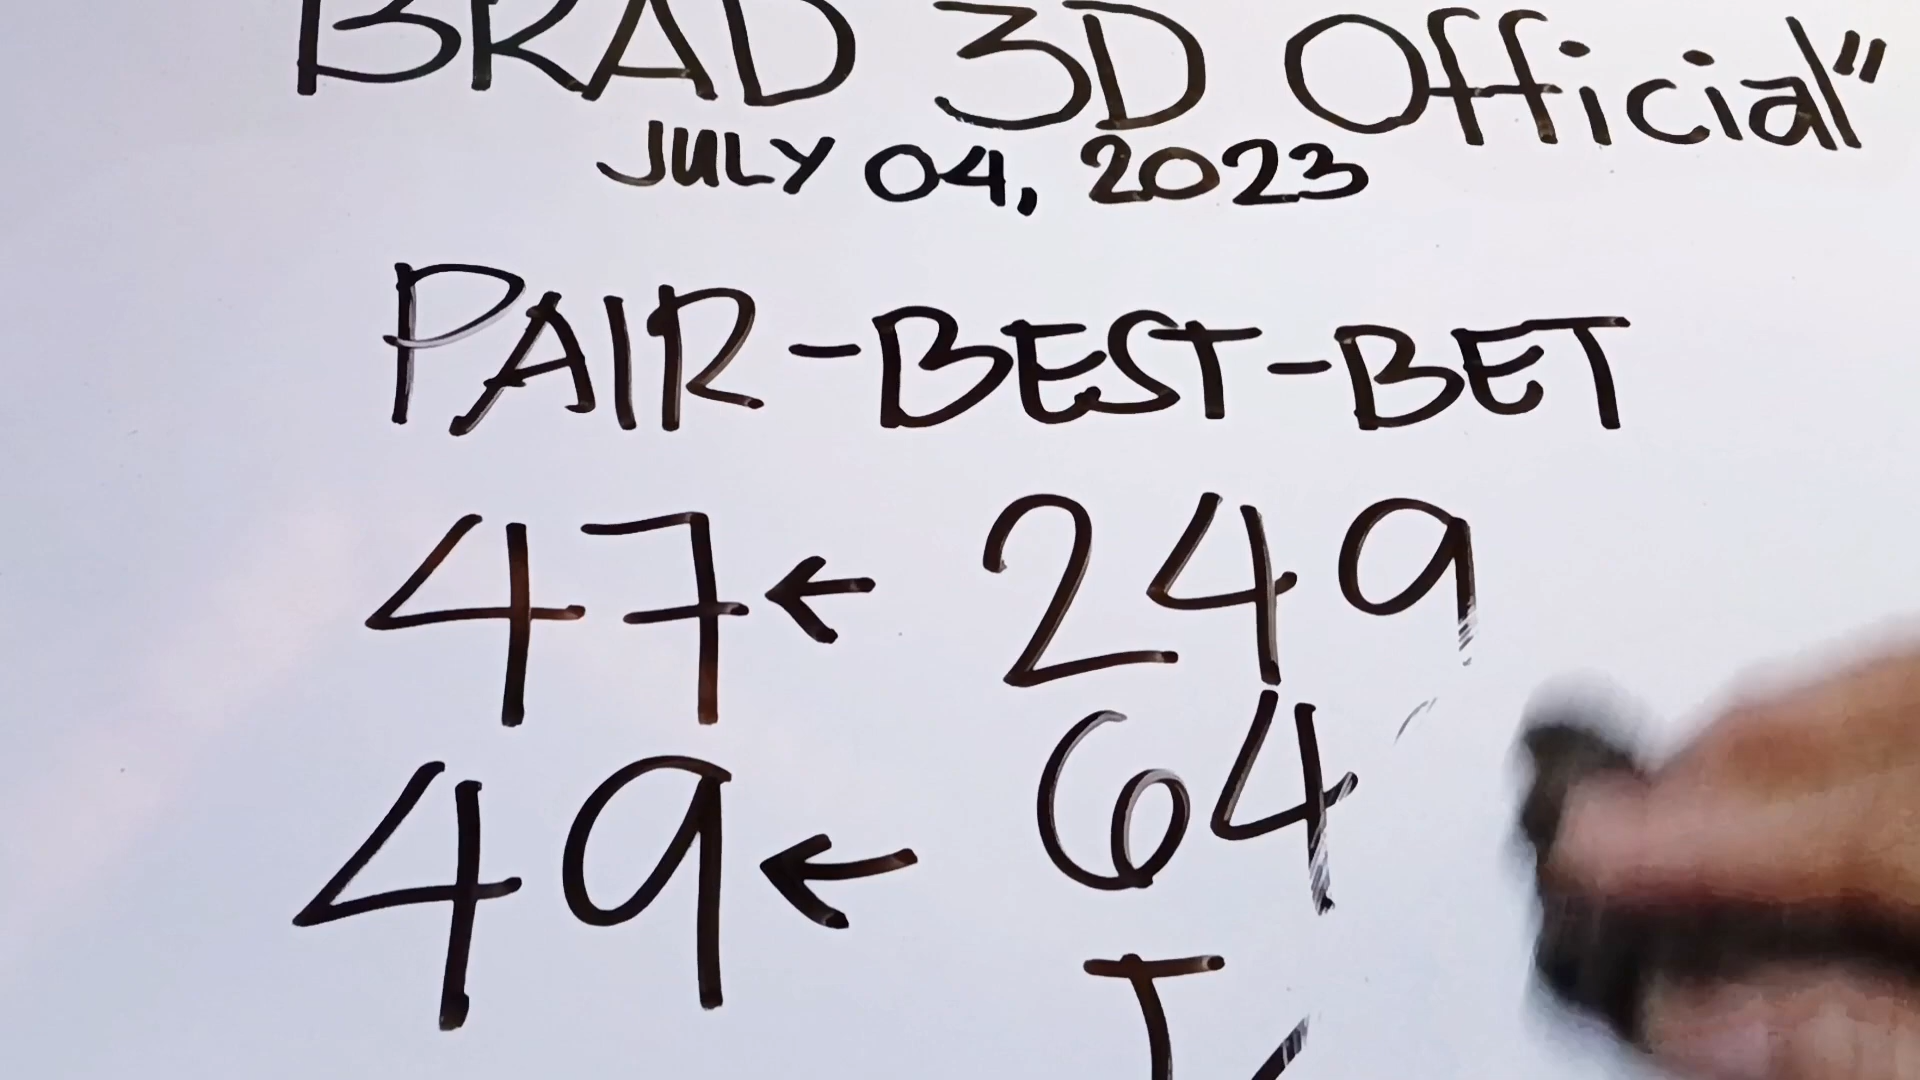 BRAD 3D Official"
JULY 04, 2023
PAIR-BEST-BET
47← 249
49← 64